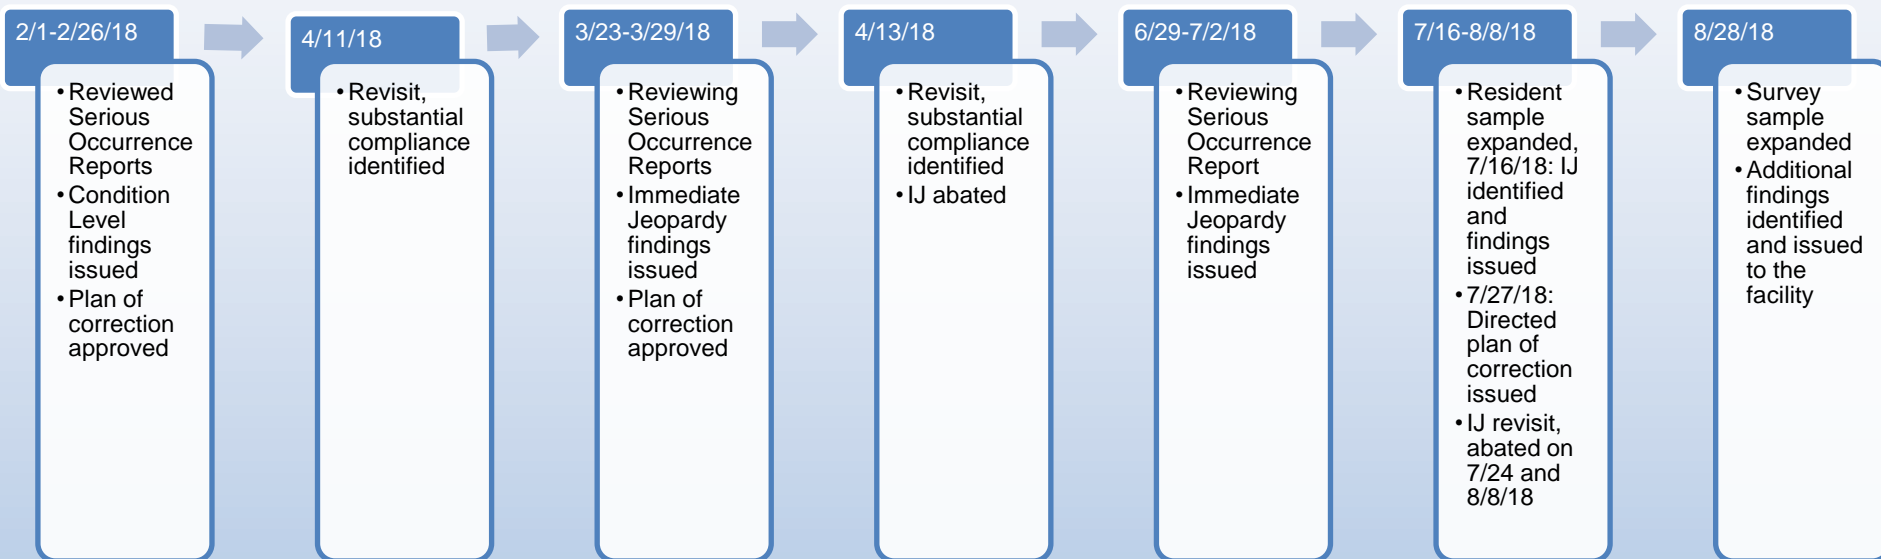 2/1-2/26/18
• Reviewed
Serious
Occurrence
Reports
• Condition
Level
findings
issued
• Plan of
correction
approved
4/11/18
• Revisit,
substantial
compliance
identified
3/23-3/29/18
• Reviewing
Serious
Occurrence
Reports
• Immediate
Jeopardy
findings
issued
• Plan of
correction
approved
4/13/18
• Revisit,
substantial
compliance
identified
• IJ abated
6/29-7/2/18
• Reviewing
Serious
Occurrence
Report
• Immediate
Jeopardy
findings
issued
7/16-8/8/18
• Resident
sample
expanded,
7/16/18: IJ
identified
and
findings
issued
• 7/27/18:
Directed
plan of
correction
issued
• IJ revisit,
abated on
7/24 and
8/8/18
8/28/18
• Survey
sample
expanded
• Additional
findings
identified
and issued
to the
facility